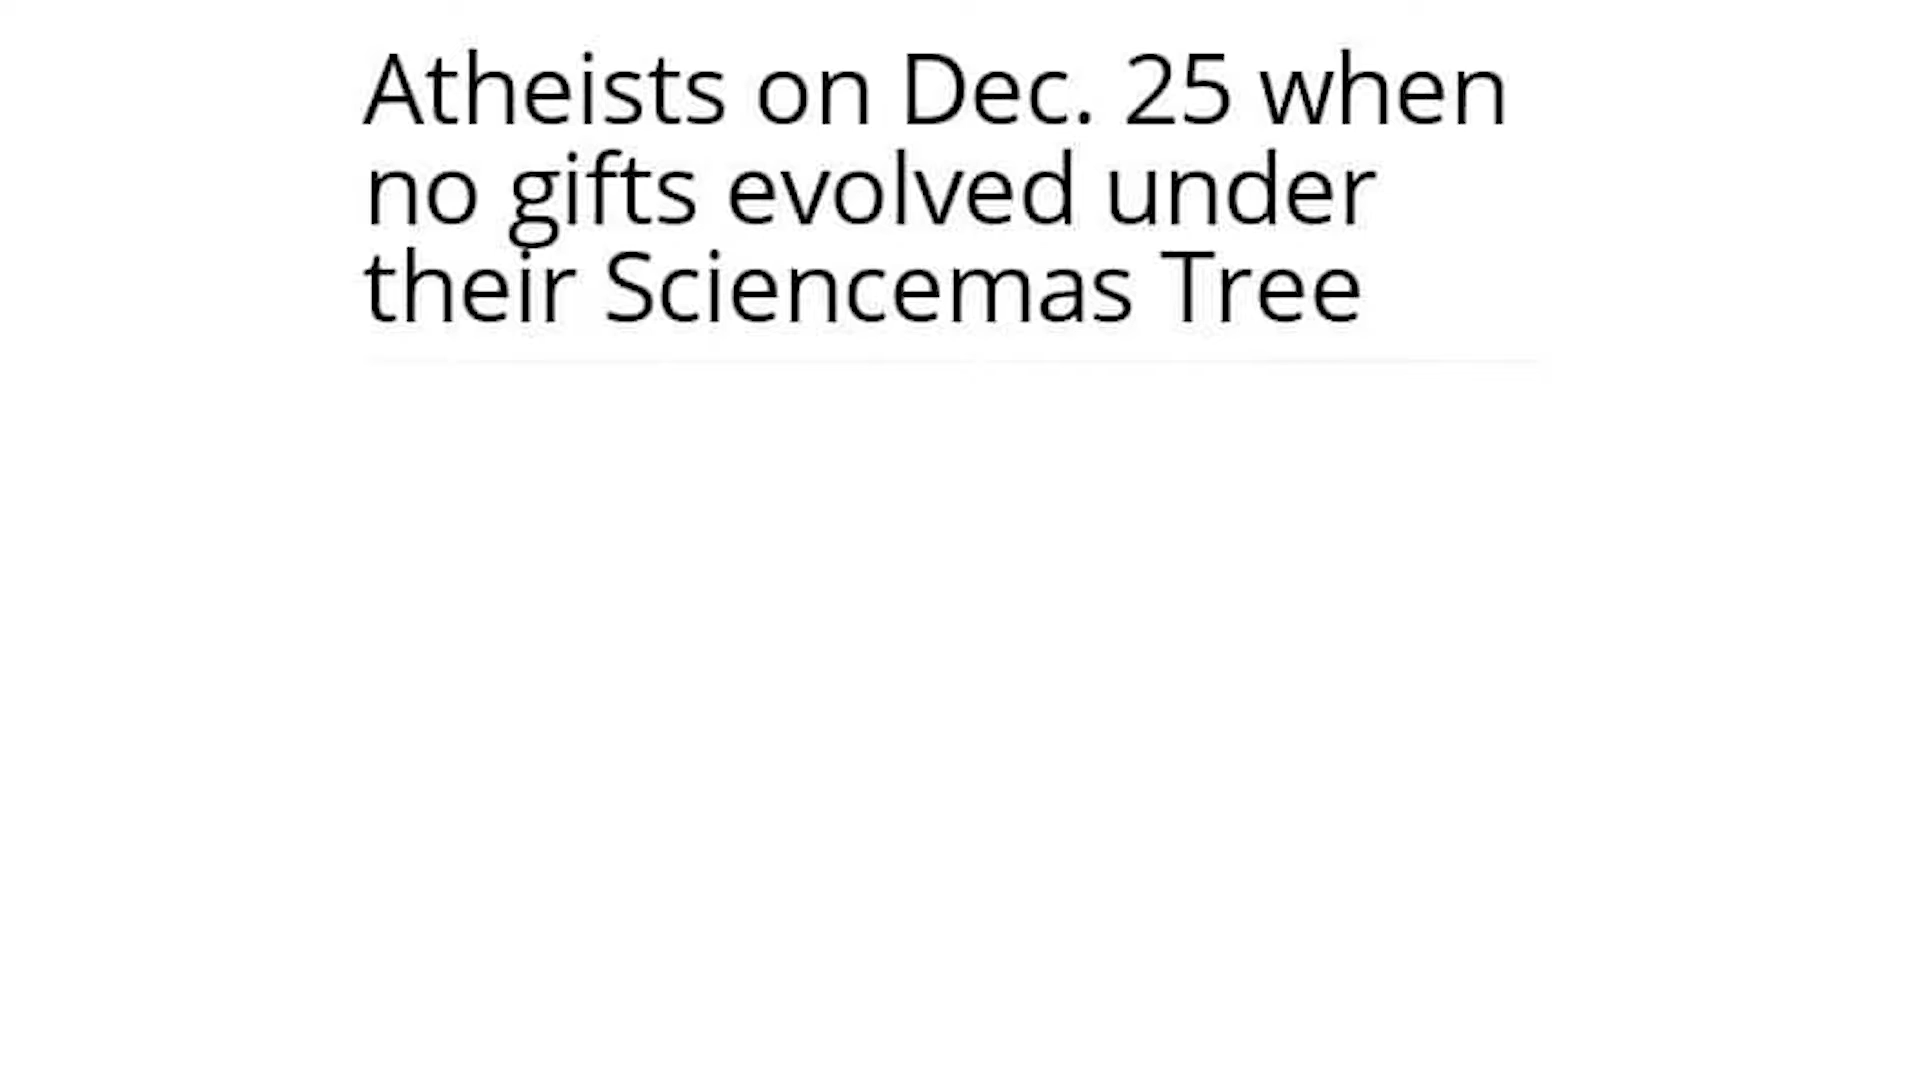 Atheists on Dec. 25 when
no gifts evolved under
their Sciencemas Tree